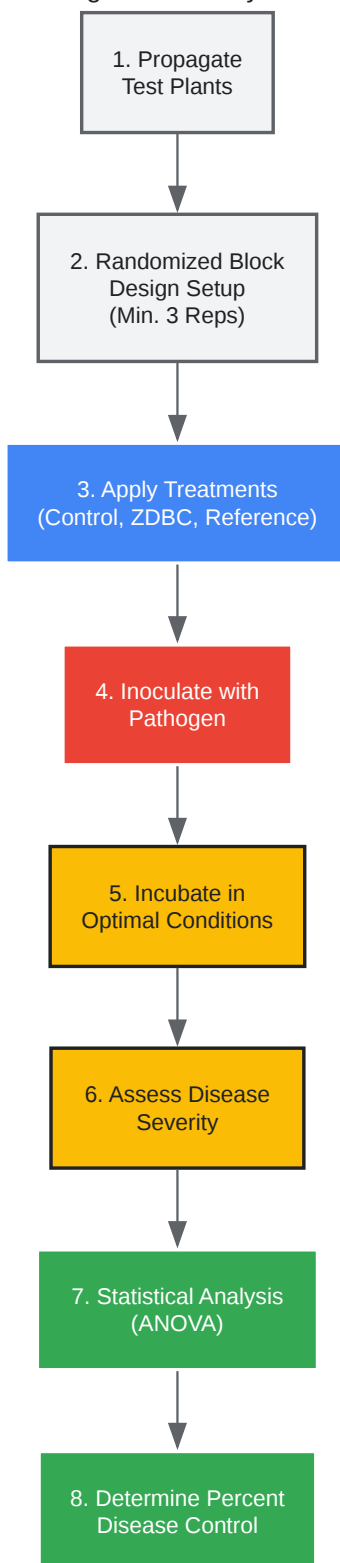 1. Propagate
Test Plants
2. Randomized Block
Design Setup
(Min. 3 Reps)
3. Apply Treatments
(Control, ZDBC, Reference)
4. Inoculate with
Pathogen
5. Incubate in
Optimal Conditions
6. Assess Disease
Severity
7. Statistical Analysis
(ANOVA)
8. Determine Percent
Disease Control